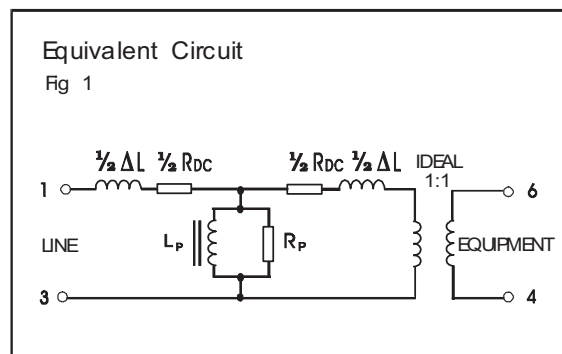 Equivalent Circuit
Fig 1
½ ΔL ½ RDC ½ RDC ½ ΔL IDEAL
1:1
1 6
LINE LP RP EQUIPMENT
3 4